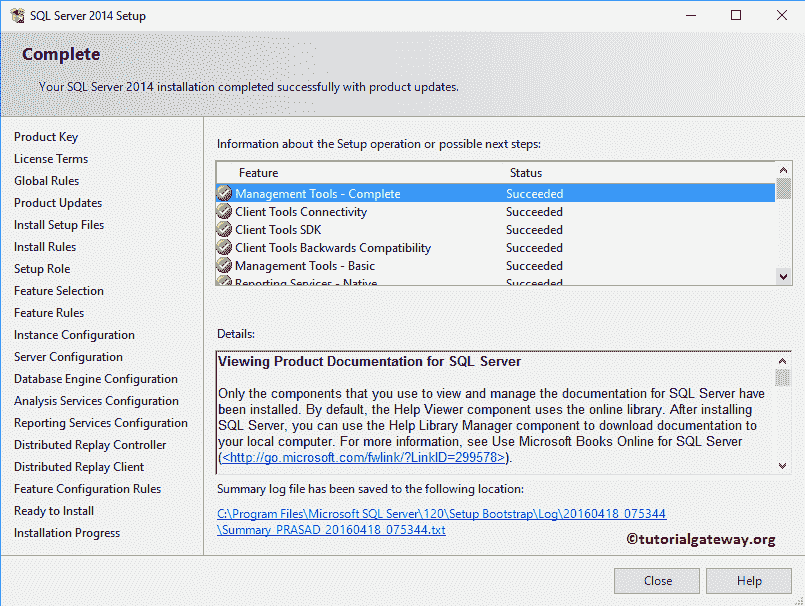 SQL Server 2014 Setup
Complete
Your SQL Server 2014 installation completed successfully with product updates.
Product Key
License Terms
Global Rules
Product Updates
Install Setup Files
Install Rules
Setup Role
Feature Selection
Feature Rules
Instance Configuration
Server Configuration
Database Engine Configuration
Analysis Services Configuration
Reporting Services Configuration
Distributed Replay Controller
Distributed Replay Client
Feature Configuration Rules
Ready to Install
Installation Progress
Information about the Setup operation or possible next steps:
Feature Status
Management Tools - Complete Succeeded
Client Tools Connectivity Succeeded
Client Tools SDK Succeeded
Client Tools Backwards Compatibility Succeeded
Management Tools - Basic Succeeded
Reporting Services - Native Succeeded
Details:
Viewing Product Documentation for SQL Server
Only the components that you use to view and manage the documentation for SQL Server have
been installed. By default, the Help Viewer component uses the online library. After installing
SQL Server, you can use the Help Library Manager component to download documentation to
your local computer. For more information, see Use Microsoft Books Online for SQL Server
(<http://go.microsoft.com/fwlink/?LinkID=299578>).
Summary log file has been saved to the following location:
C:\Program Files\Microsoft SQL Server\120\Setup Bootstrap\Log\20160418_075344
\Summary_PRASAD_20160418_075344.txt
©tutorialgateway.org
Close Help